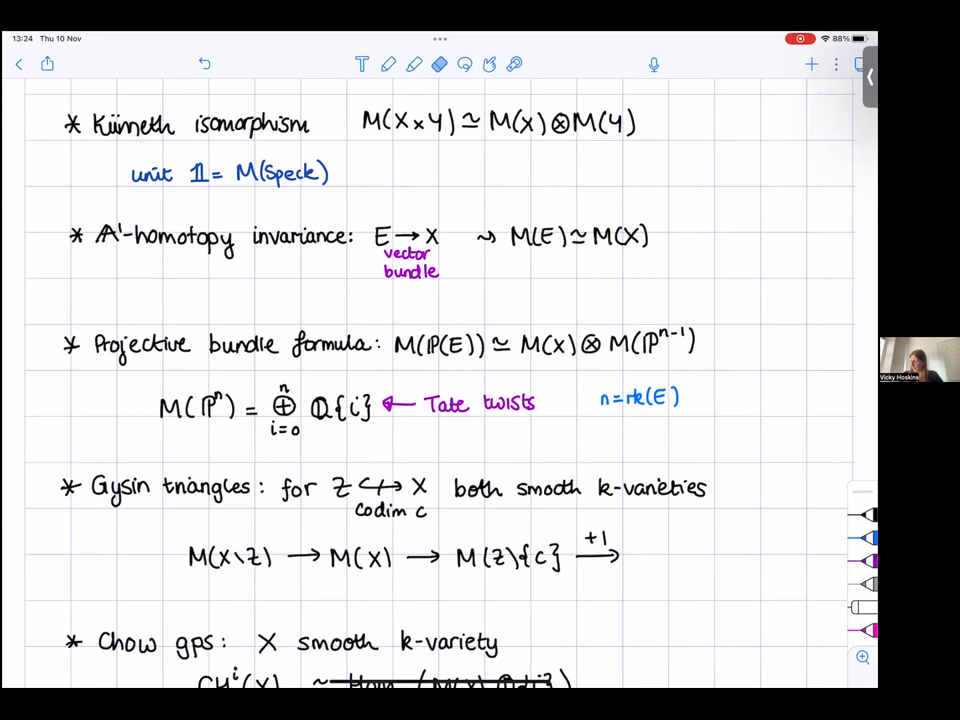 13:24 Thu 10 Nov
88%
* Künneth isomorphism M(X×Y) ≃ M(X)⊗M(Y)
unit 𝟙 = M(Spec k)
* A¹-homotopy invariance: E → X ⇝ M(E) ≃ M(X)
vector
bundle
* Projective bundle formula: M(P(E)) ≃ M(X) ⊗ M(Pⁿ⁻¹)
M(Pⁿ) = ⊕ⁿᵢ₌₀ Q{i} ← Tate twists n = rk(E)
* Gysin triangles: for Z ↪ X both smooth k-varieties
codim c
M(X\Z) → M(X) → M(Z){c} +1→
* Chow gps: X smooth k-variety
CHⁱ(X) ≃
Vicky Hoskins